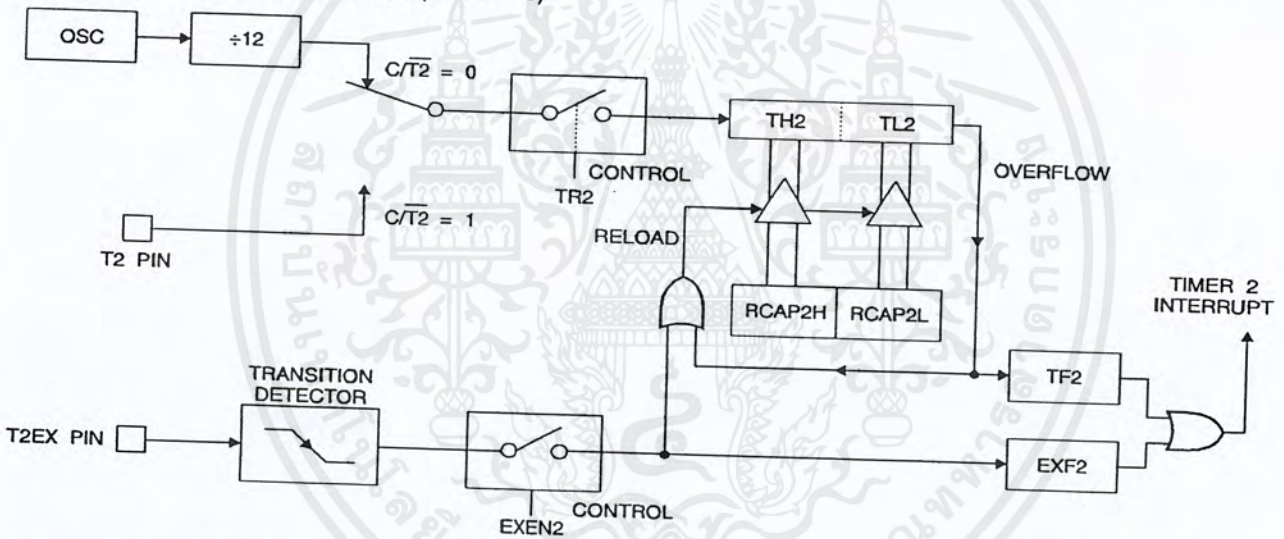 OSC
÷12
C/T2̅ = 0
TH2
TL2
CONTROL
TR2
OVERFLOW
T2 PIN
C/T2̅ = 1
RELOAD
RCAP2H
RCAP2L
TIMER 2
INTERRUPT
TRANSITION
DETECTOR
TF2
T2EX PIN
EXF2
CONTROL
EXEN2